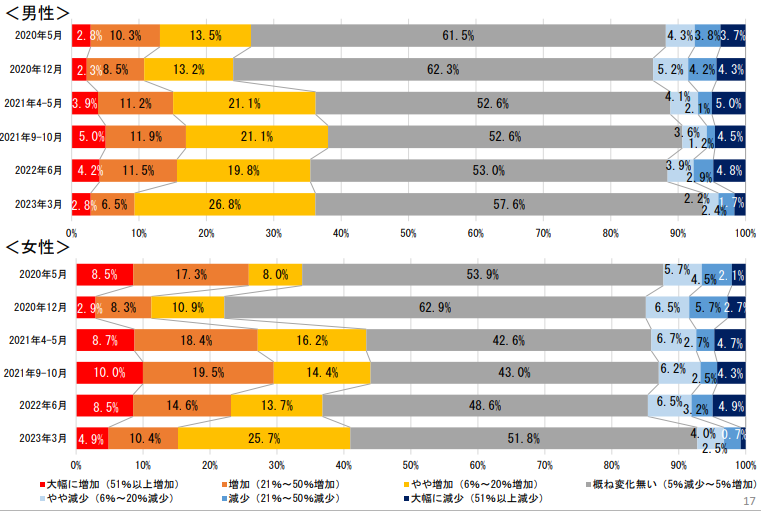 ＜男性＞
0% 10% 20% 30% 40% 50% 60% 70% 80% 90% 100%
2020年5月 2.8% 10.3% 13.5% 61.5% 4.3% 3.8% 3.7%
2020年12月 2.3% 8.5% 13.2% 62.3% 5.2% 4.2% 4.3%
2021年4-5月 3.9% 11.2% 21.1% 52.6% 4.1% 2.1% 5.0%
2021年9-10月 5.0% 11.9% 21.1% 52.6% 3.6% 1.2% 4.5%
2022年6月 4.2% 11.5% 19.8% 53.0% 3.9% 2.9% 4.8%
2023年3月 2.8% 6.5% 26.8% 57.6% 2.2% 2.4% 1.7%
0% 10% 20% 30% 40% 50% 60% 70% 80% 90% 100%
＜女性＞
2020年5月 8.5% 17.3% 8.0% 53.9% 5.7% 4.5% 2.1%
2020年12月 2.9% 8.3% 10.9% 62.9% 6.5% 5.7% 2.7%
2021年4-5月 8.7% 18.4% 16.2% 42.6% 6.7% 2.7% 4.7%
2021年9-10月 10.0% 19.5% 14.4% 43.0% 6.2% 2.5% 4.3%
2022年6月 8.5% 14.6% 13.7% 48.6% 6.5% 3.2% 4.9%
2023年3月 4.9% 10.4% 25.7% 51.8% 4.0% 2.5% 0.7%
0% 10% 20% 30% 40% 50% 60% 70% 80% 90% 100%
大幅に増加（51%以上増加） 増加（21%～50%増加） やや増加（6%～20%増加） 概ね変化無い（5%減少～5%増加）
やや減少（6%～20%減少） 減少（21%～50%減少） 大幅に減少（51%以上減少）
17